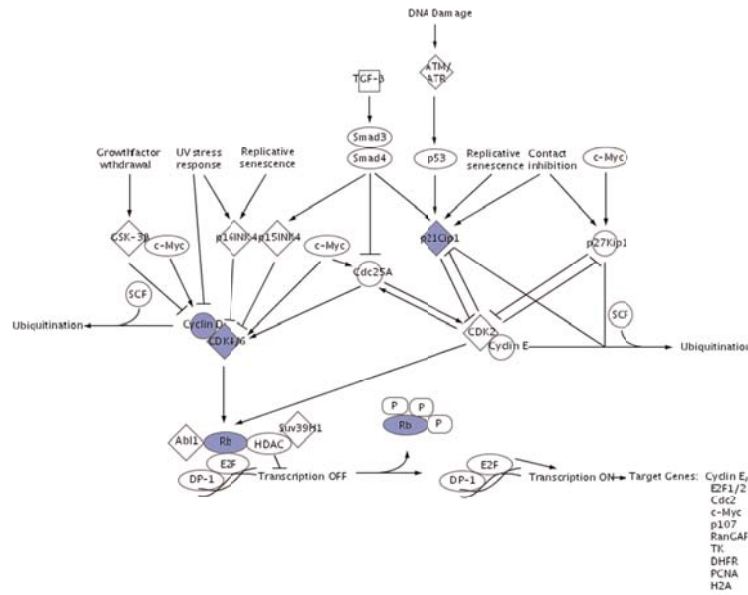 DNA Damage
ATM/
ATR
TGF-β
Smad3
Smad4
p53
Replicative
senescence
Contact
inhibition
c-Myc
Growthfactor
wthdrawal
UV stress
response
Replicative
senescence
GSK-3β
c-Myc
p16INK4
p15INK4
c-Myc
Cdc25A
p21Cip1
p27Kip1
SCF
Ubiquitination
Cyclin D
CDK4/6
CDK2
Cyclin E
SCF
Ubiquitination
Abl1
Rb
HDAC
Suv39H1
E2F
DP-1
Transcription OFF
P
P
P
Rb
E2F
DP-1
Transcription ON
Target Genes: Cyclin E/
E2F1/2
Cdc2
c-Myc
p107
RanGAP
TK
DHFR
PCNA
H2A